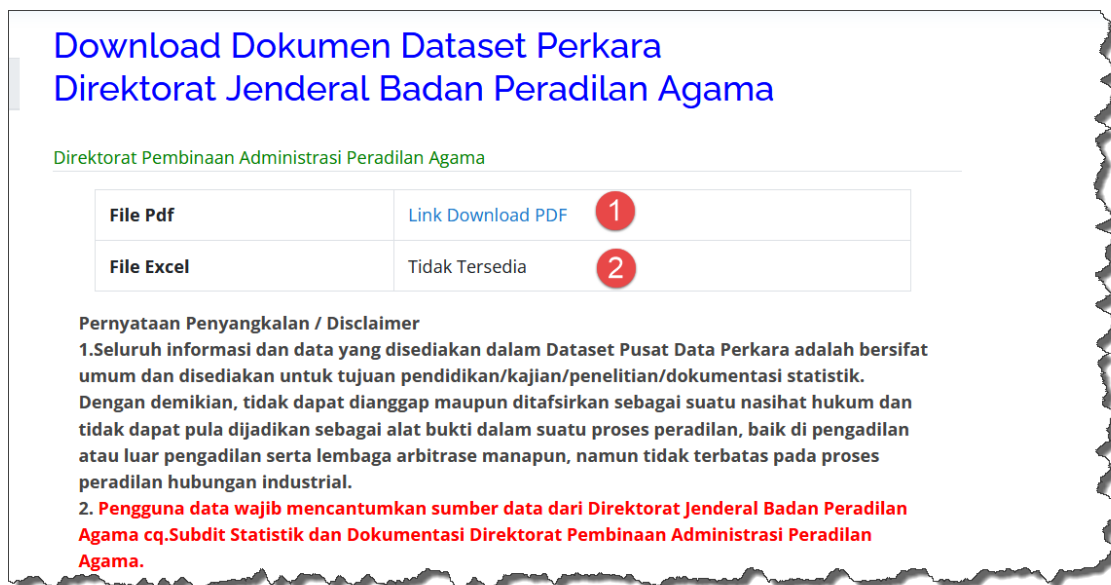 Download Dokumen Dataset Perkara
Direktorat Jenderal Badan Peradilan Agama
Direktorat Pembinaan Administrasi Peradilan Agama
File Pdf Link Download PDF 1
File Excel Tidak Tersedia 2
Pernyataan Penyangkalan / Disclaimer
1.Seluruh informasi dan data yang disediakan dalam Dataset Pusat Data Perkara adalah bersifat
umum dan disediakan untuk tujuan pendidikan/kajian/penelitian/dokumentasi statistik.
Dengan demikian, tidak dapat dianggap maupun ditafsirkan sebagai suatu nasihat hukum dan
tidak dapat pula dijadikan sebagai alat bukti dalam suatu proses peradilan, baik di pengadilan
atau luar pengadilan serta lembaga arbitrase manapun, namun tidak terbatas pada proses
peradilan hubungan industrial.
2. Pengguna data wajib mencantumkan sumber data dari Direktorat Jenderal Badan Peradilan
Agama cq.Subdit Statistik dan Dokumentasi Direktorat Pembinaan Administrasi Peradilan
Agama.